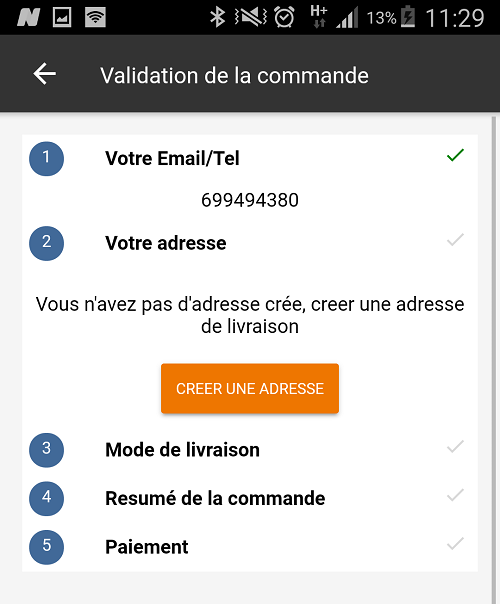 N H+ 13% 11:29
Validation de la commande
1 Votre Email/Tel
699494380
2 Votre adresse
Vous n'avez pas d'adresse crée, creer une adresse
de livraison
CREER UNE ADRESSE
3 Mode de livraison
4 Resumé de la commande
5 Paiement